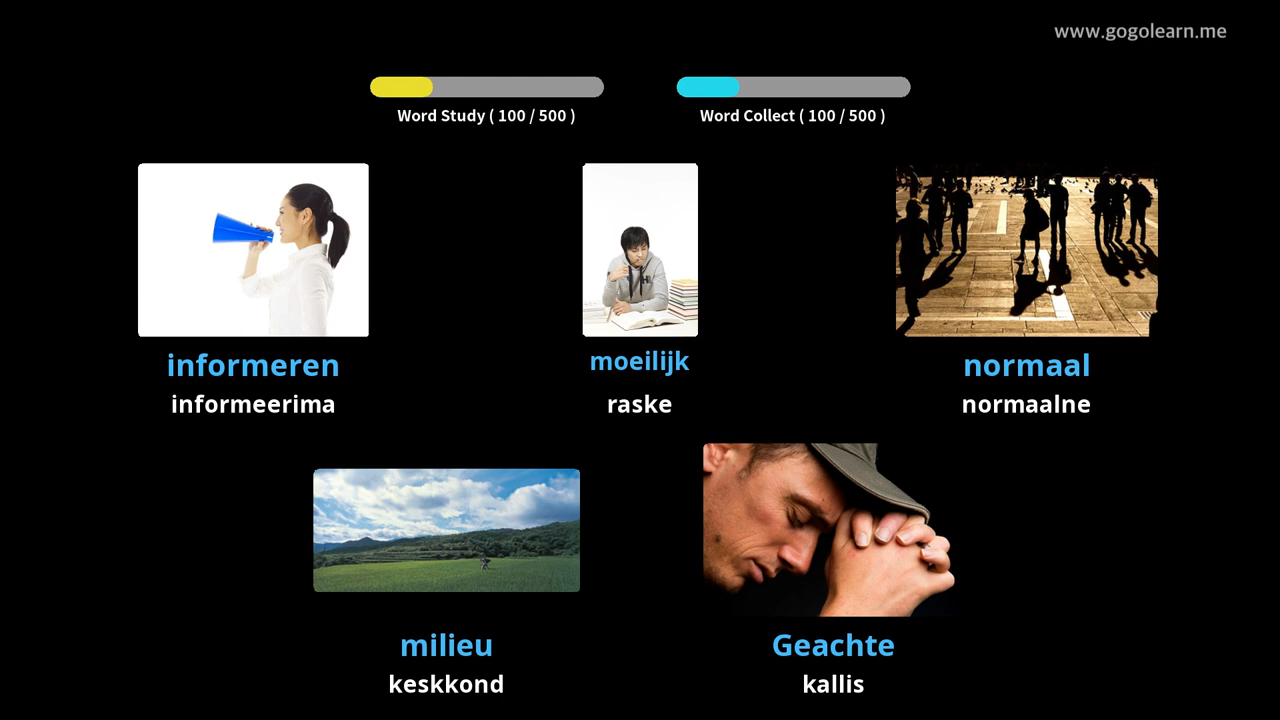 www.gogolearn.me
Word Study ( 100 / 500 )
Word Collect ( 100 / 500 )
informeren
informeerima
moeilijk
raske
normaal
normaalne
milieu
keskkond
Geachte
kallis